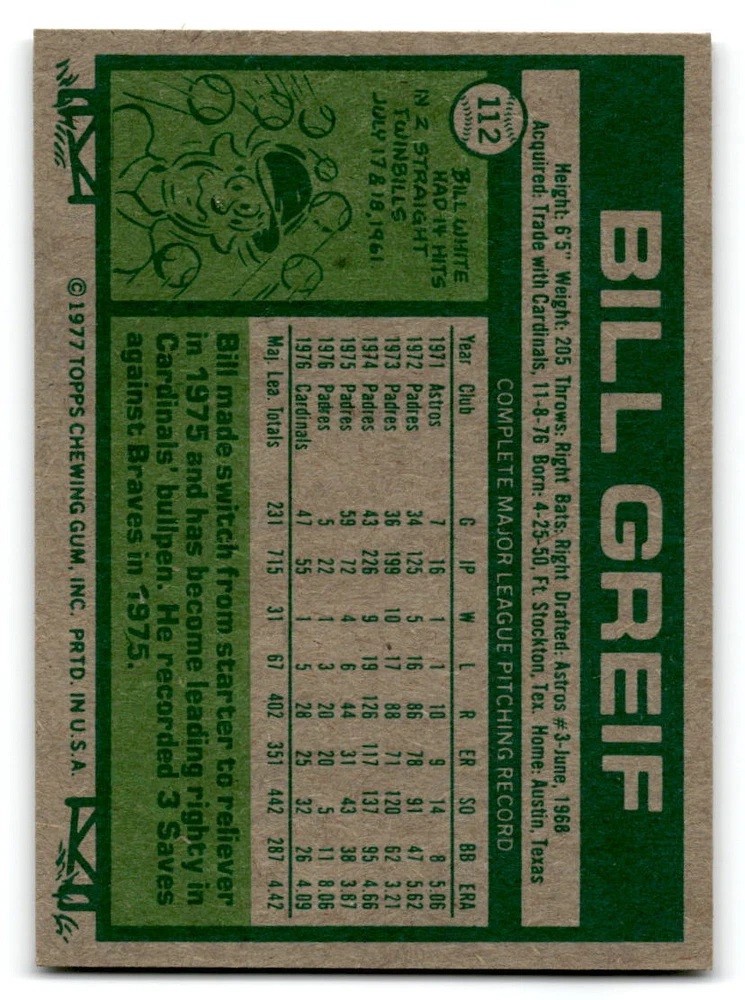 112
BILL GREIF
Height: 6'5" Weight: 205 Throws: Right Bats: Right Drafted: Astros #3-June, 1968
Acquired: Trade with Cardinals, 11-8-76 Born: 4-25-50, Ft. Stockton, Tex. Home: Austin, Texas
BILL WHITE
HAD 14 HITS
IN 2 STRAIGHT
TWINBILLS
JULY 17 & 18, 1961
COMPLETE MAJOR LEAGUE PITCHING RECORD
Year Club G IP W L R ER SO BB ERA
1971 Astros 7 16 1 1 10 9 14 8 5.06
1972 Padres 34 125 5 16 86 78 91 47 5.62
1973 Padres 36 199 10 17 88 71 120 62 3.21
1974 Padres 43 226 9 19 126 117 137 95 4.66
1975 Padres 59 72 4 6 44 31 43 38 3.87
1976 Padres 5 22 1 3 20 20 5 11 8.06
1976 Cardinals 47 55 1 5 28 25 32 26 4.09
Maj. Lea. Totals 231 715 31 67 402 351 442 287 4.42
Bill made switch from starter to reliever
in 1975 and has become leading righty in
Cardinals' bullpen. He recorded 3 Saves
against Braves in 1975.
© 1977 TOPPS CHEWING GUM, INC. PRTD. IN U.S.A.